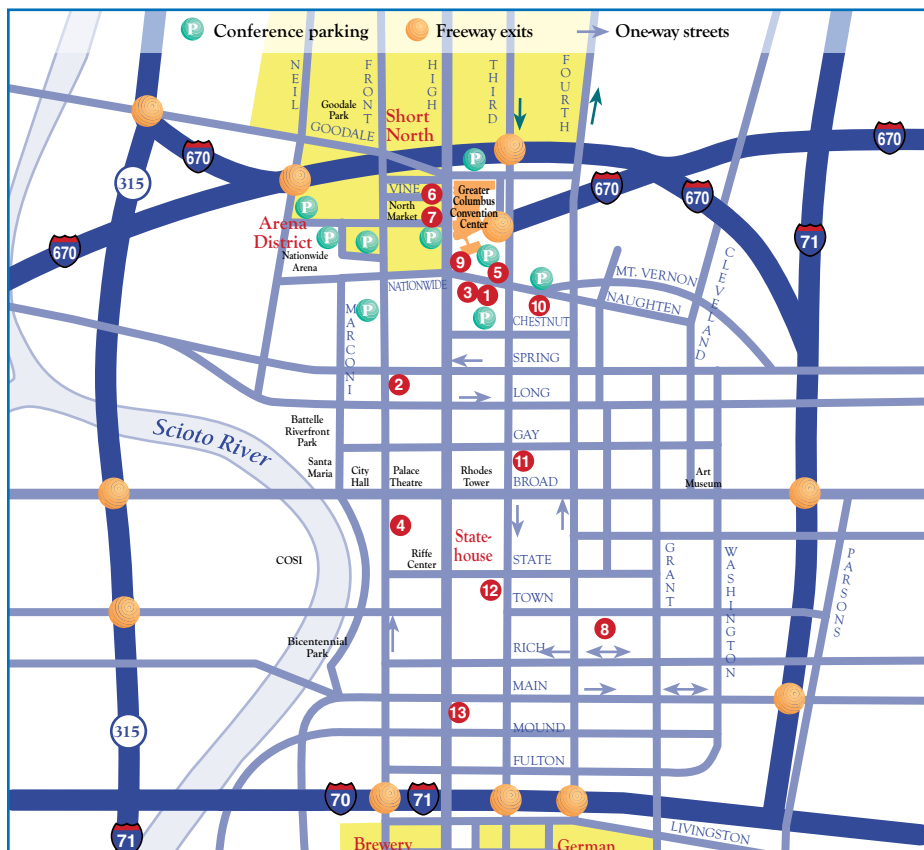 P Conference parking
Freeway exits
One-way streets
NEIL
FRONT
HIGH
THIRD
FOURTH
Goodale
Park
GOODALE
Short
North
670
315
670
670
670
670
71
P
P
P
P
P
P
P
P
P
VINE
6
North
Market
7
Greater
Columbus
Convention
Center
Arena
District
Nationwide
Arena
9
5
3
1
10
NATIONWIDE
MT. VERNON
NAUGHTEN
CLEVELAND
MARCONI
CHESTNUT
SPRING
2
LONG
Battelle
Riverfront
Park
GAY
Scioto River
Santa
Maria
City
Hall
Palace
Theatre
Rhodes
Tower
11
BROAD
Art
Museum
4
State-
house
Riffe
Center
COSI
STATE
GRANT
WASHINGTON
PARSONS
12
TOWN
8
Bicentennial
Park
RICH
MAIN
13
MOUND
315
FULTON
70
71
71
LIVINGSTON
Brewery
German